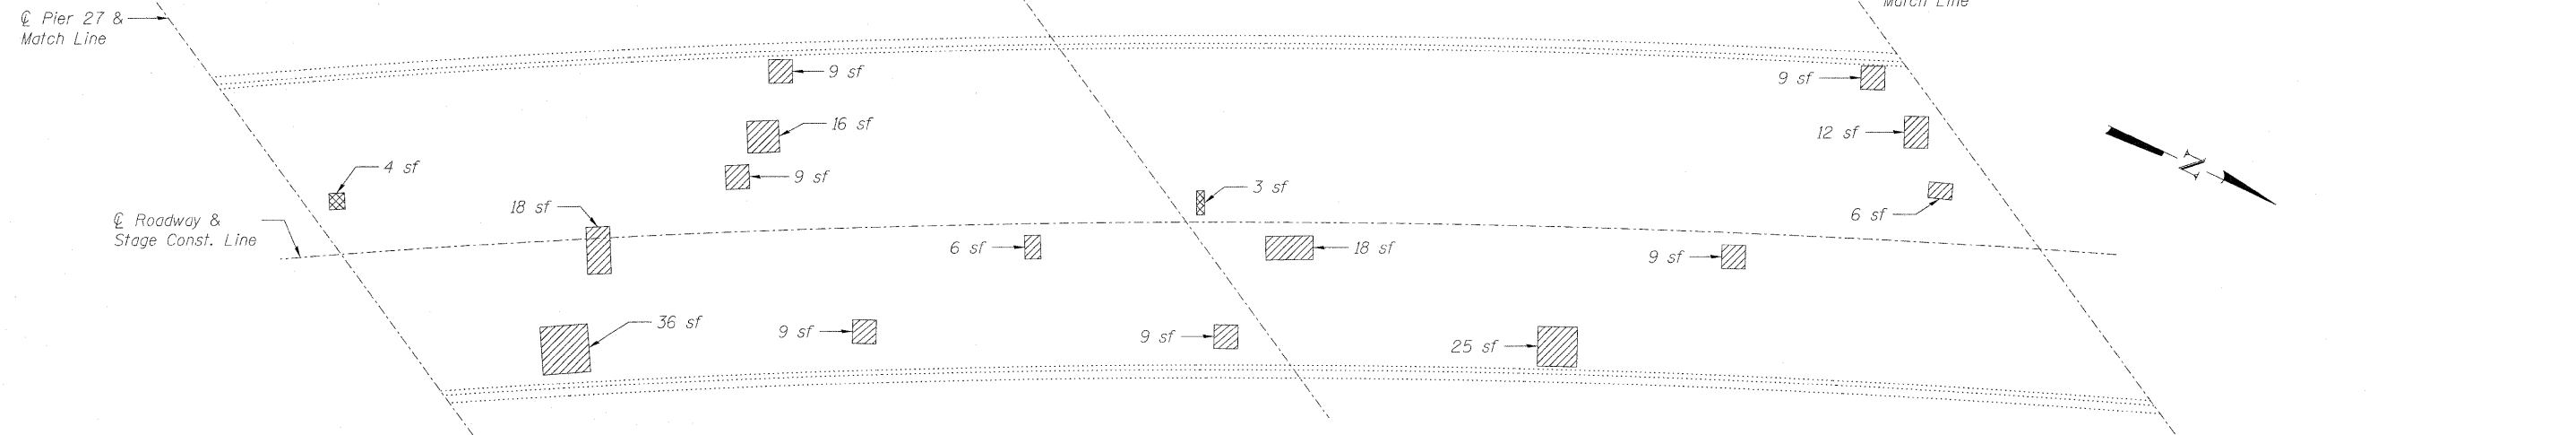 ℄ Pier 27 &
Match Line
Match Line
9 sf
9 sf
16 sf
12 sf
4 sf
9 sf
3 sf
6 sf
18 sf
℄ Roadway &
Stage Const. Line
6 sf
18 sf
9 sf
36 sf
9 sf
9 sf
25 sf
N